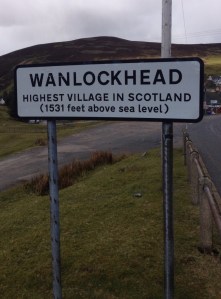 WANLOCKHEAD
HIGHEST VILLAGE IN SCOTLAND
(1531 feet above sea level)